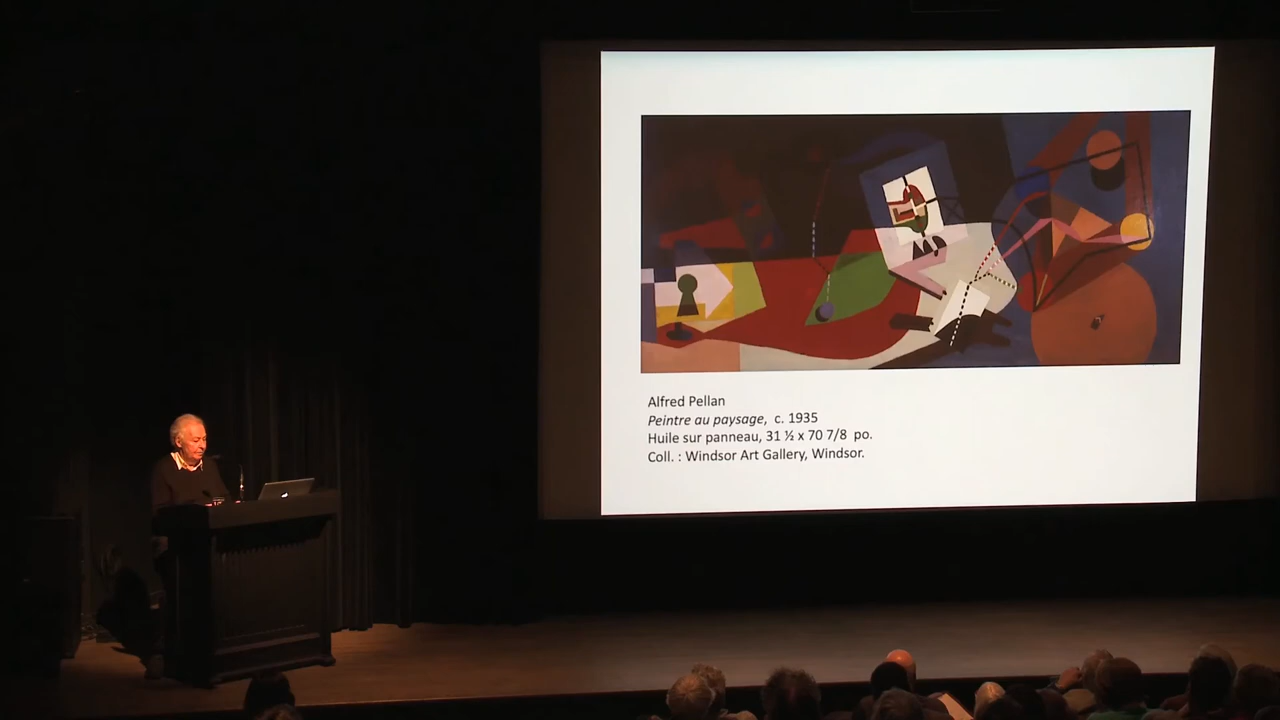 Alfred Pellan
Peintre au paysage, c. 1935
Huile sur panneau, 31 ½ x 70 7/8 po.
Coll. : Windsor Art Gallery, Windsor.